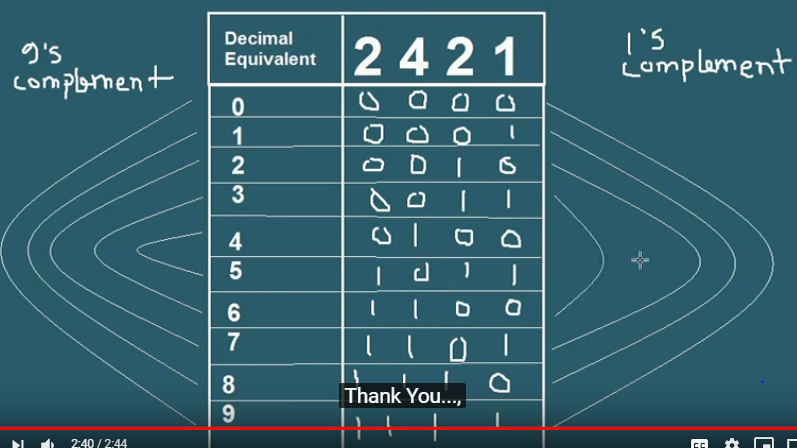 9's
complement
1's
complement
Decimal
Equivalent
2 4 2 1
0 0 0 0 0
1 0 0 0 1
2 0 0 1 0
3 0 0 1 1
4 0 1 0 0
5 1 0 1 1
6 1 1 0 0
7 1 1 0 1
8 1 1 1 0
9 1 1 1 1
Thank You...,
2:40 / 2:44
CC